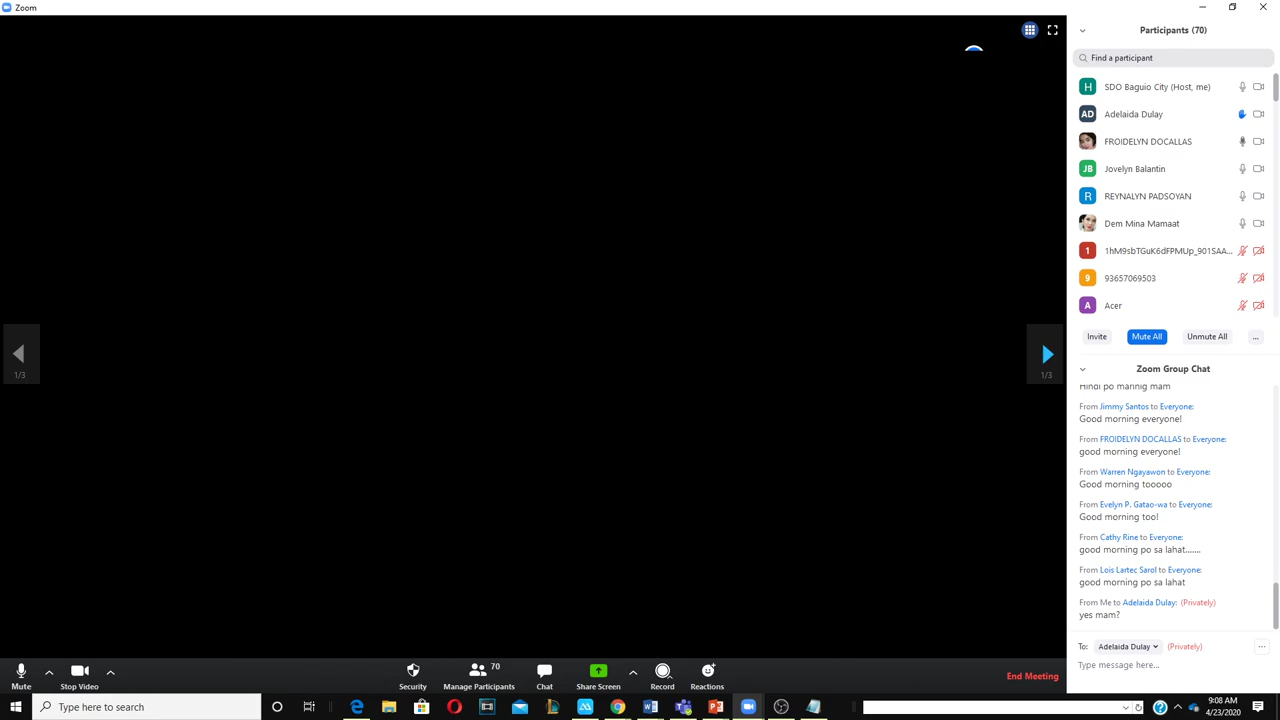 Zoom
Participants (70)
Find a participant
H SDO Baguio City (Host, me)
AD Adelaida Dulay
FROIDELYN DOCALLAS
JB Jovelyn Balantin
R REYNALYN PADSOYAN
Dem Mina Mamaat
1 1hM9sbTGuK6dFPMUp_901SAA...
9 93657069503
A Acer
Invite Mute All Unmute All ...
1/3 1/3
Zoom Group Chat
Hindi po marinig mam
From Jimmy Santos to Everyone:
Good morning everyone!
From FROIDELYN DOCALLAS to Everyone:
good morning everyone!
From Warren Ngayawon to Everyone:
Good morning tooooo
From Evelyn P. Gatao-wa to Everyone:
Good morning too!
From Cathy Rine to Everyone:
good morning po sa lahat.......
From Lois Lartec Sarol to Everyone:
good morning po sa lahat
From Me to Adelaida Dulay: (Privately)
yes mam?
To: Adelaida Dulay (Privately) ...
Type message here...
70
Mute Stop Video Security Manage Participants Chat Share Screen Record Reactions End Meeting
Type here to search
9:08 AM
4/23/2020